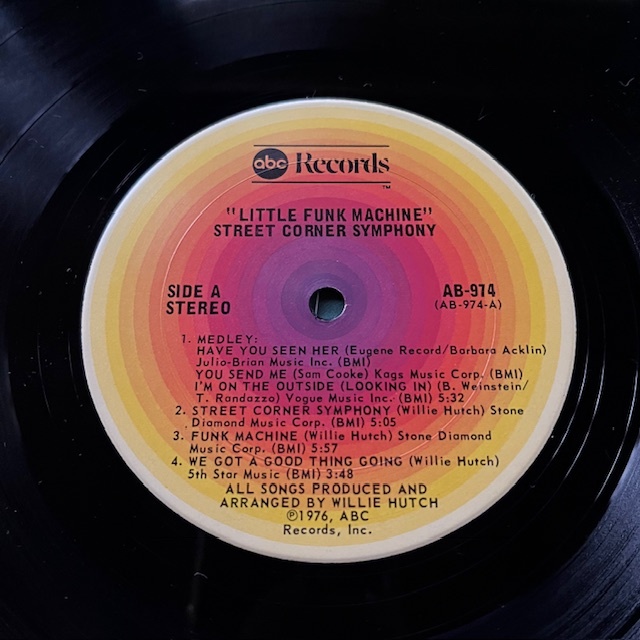 abc Records
TM
"LITTLE FUNK MACHINE"
STREET CORNER SYMPHONY
SIDE A
STEREO
AB-974
(AB-974-A)
1. MEDLEY:
HAVE YOU SEEN HER (Eugene Record/Barbara Acklin)
Julio-Brian Music Inc. (BMI)
YOU SEND ME (Sam Cooke) Kags Music Corp. (BMI)
I'M ON THE OUTSIDE (LOOKING IN) (B. Weinstein/
T. Randazzo) Vogue Music Inc. (BMI) 5:32
2. STREET CORNER SYMPHONY (Willie Hutch) Stone
Diamond Music Corp. (BMI) 5:05
3. FUNK MACHINE (Willie Hutch) Stone Diamond
Music Corp. (BMI) 5:57
4. WE GOT A GOOD THING GOING (Willie Hutch)
5th Star Music (BMI) 3:48
ALL SONGS PRODUCED AND
ARRANGED BY WILLIE HUTCH
℗1976, ABC
Records, Inc.